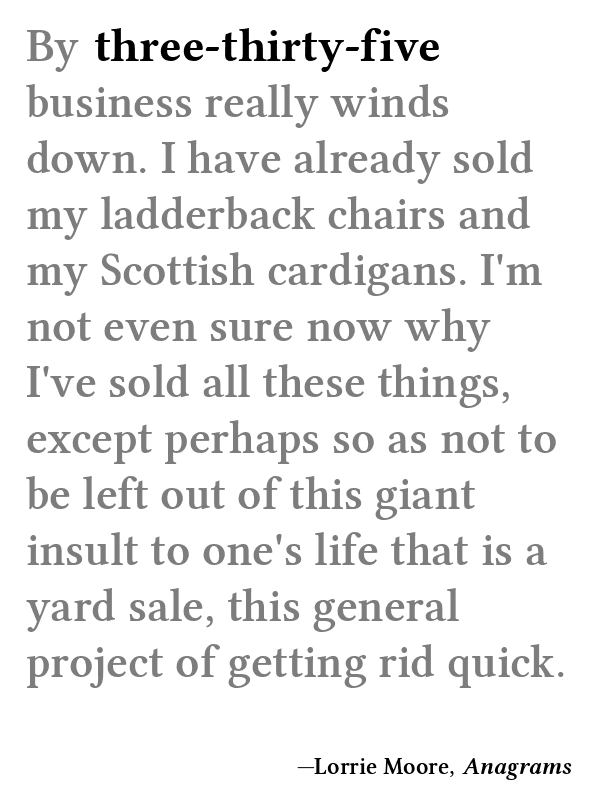 By three-thirty-five
business really winds
down. I have already sold
my ladderback chairs and
my Scottish cardigans. I'm
not even sure now why
I've sold all these things,
except perhaps so as not to
be left out of this giant
insult to one's life that is a
yard sale, this general
project of getting rid quick.
—Lorrie Moore, Anagrams